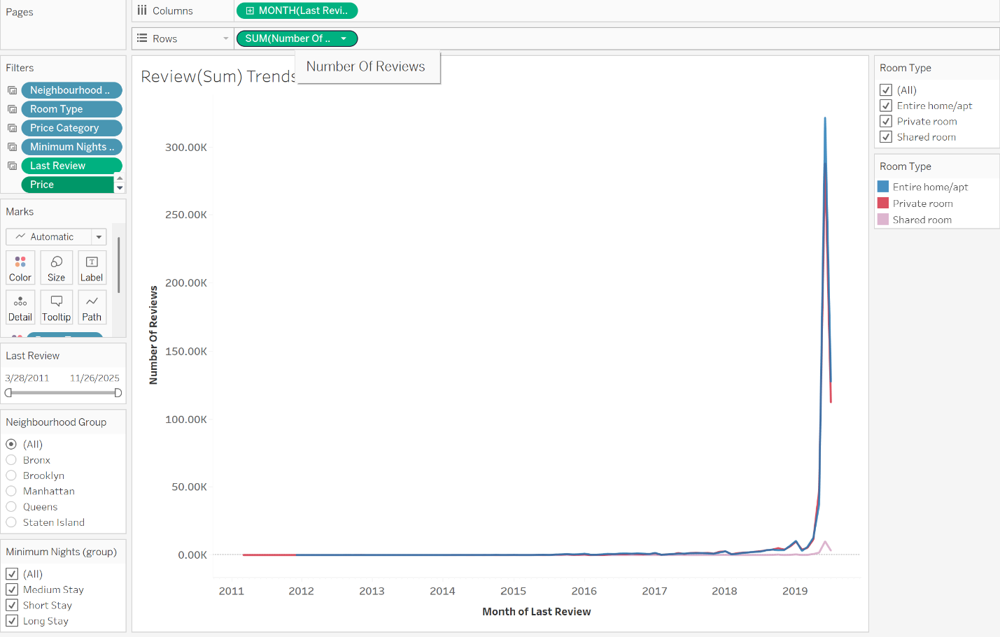 Pages
Columns
MONTH(Last Revi..
Rows
SUM(Number Of ..
Number Of Reviews
Filters
Neighbourhood ..
Room Type
Price Category
Minimum Nights ..
Last Review
Price
Marks
Automatic
Color
Size
Label
Detail
Tooltip
Path
Last Review
3/28/2011
11/26/2025
Neighbourhood Group
(All)
Bronx
Brooklyn
Manhattan
Queens
Staten Island
Minimum Nights (group)
(All)
Medium Stay
Short Stay
Long Stay
Review(Sum) Trends
Number Of Reviews
300.00K
250.00K
200.00K
150.00K
100.00K
50.00K
0.00K
2011 2012 2013 2014 2015 2016 2017 2018 2019
Month of Last Review
Room Type
(All)
Entire home/apt
Private room
Shared room
Room Type
Entire home/apt
Private room
Shared room